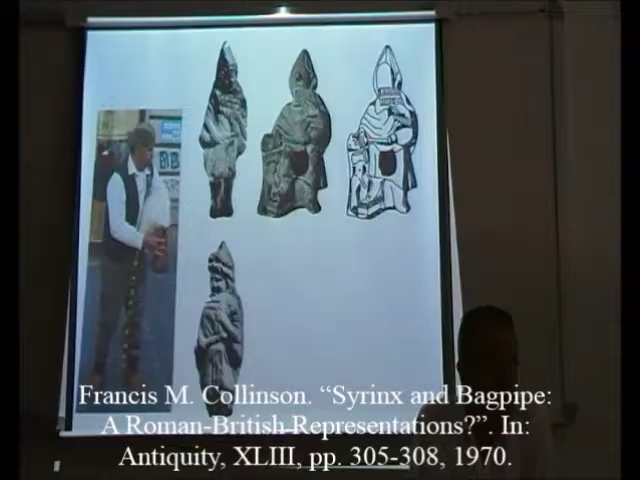 Francis M. Collinson. “Syrinx and Bagpipe:
A Roman-British Representations?”. In:
Antiquity, XLIII, pp. 305-308, 1970.